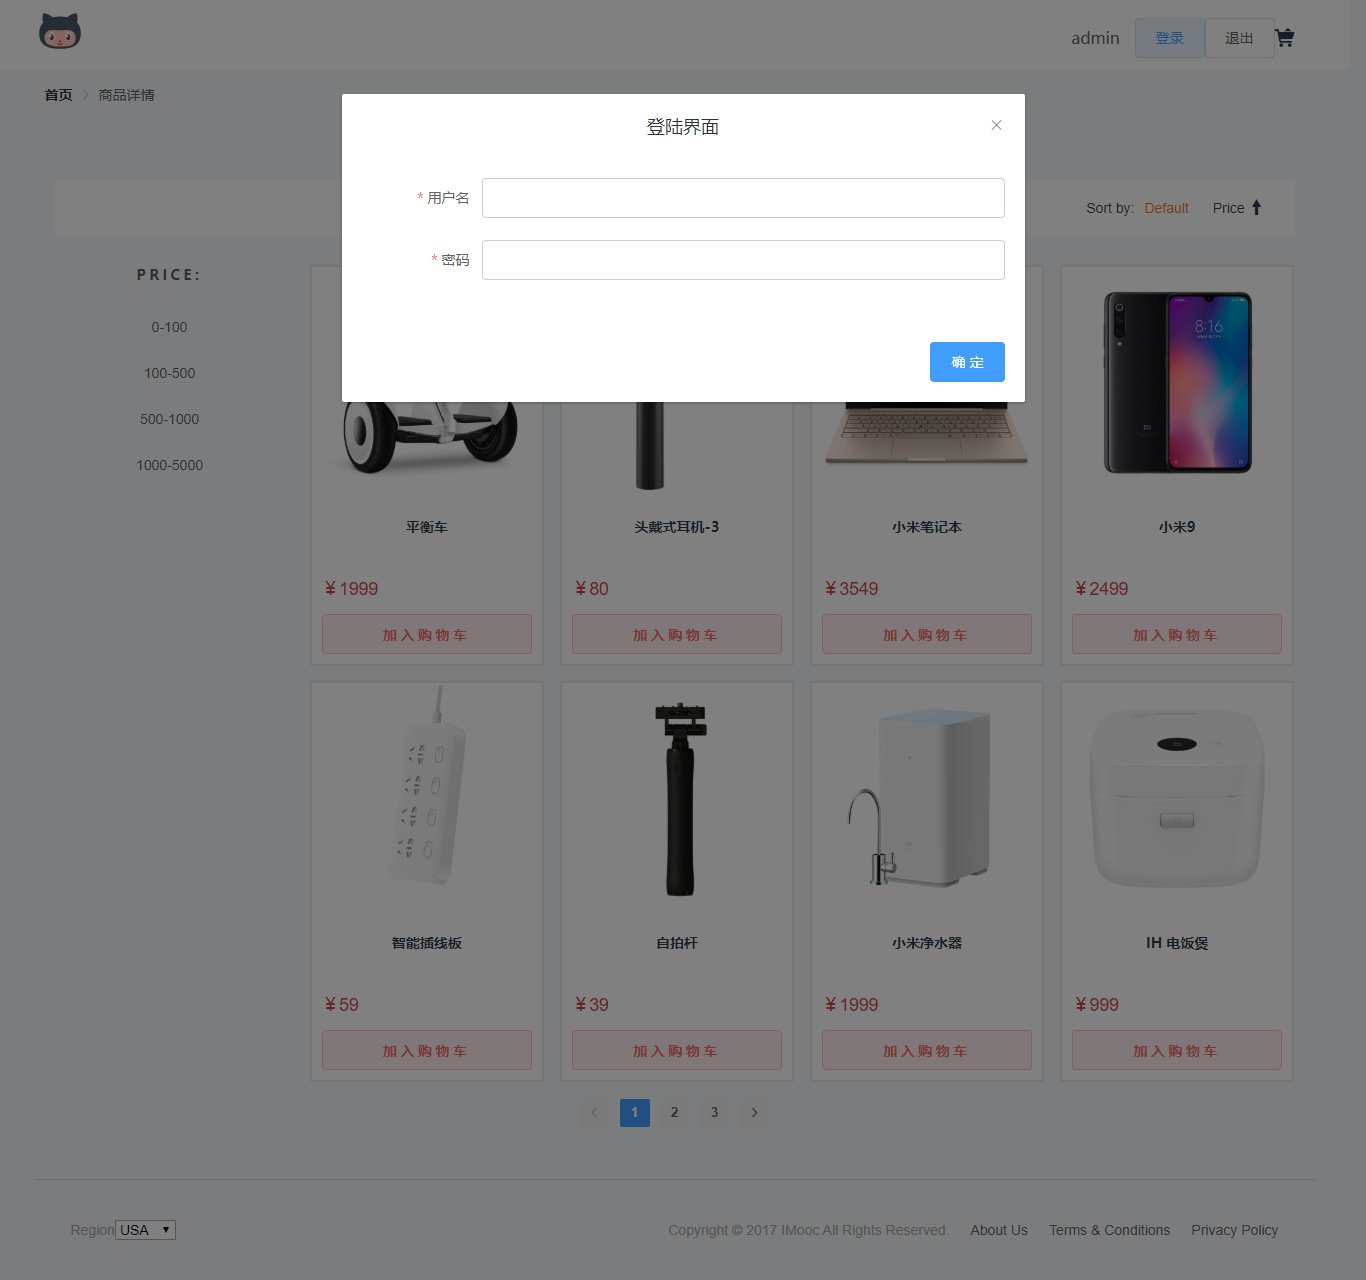 admin
登录
退出
首页
商品详情
登陆界面
* 用户名
* 密码
确 定
Sort by:
Default
Price
PRICE:
0-100
100-500
500-1000
1000-5000
8:16
平衡车
头戴式耳机-3
小米笔记本
小米9
￥1999
￥80
￥3549
￥2499
加入购物车
加入购物车
加入购物车
加入购物车
智能插线板
自拍杆
小米净水器
IH 电饭煲
￥59
￥39
￥1999
￥999
加入购物车
加入购物车
加入购物车
加入购物车
1
2
3
Region
USA
Copyright © 2017 IMooc All Rights Reserved.
About Us
Terms & Conditions
Privacy Policy